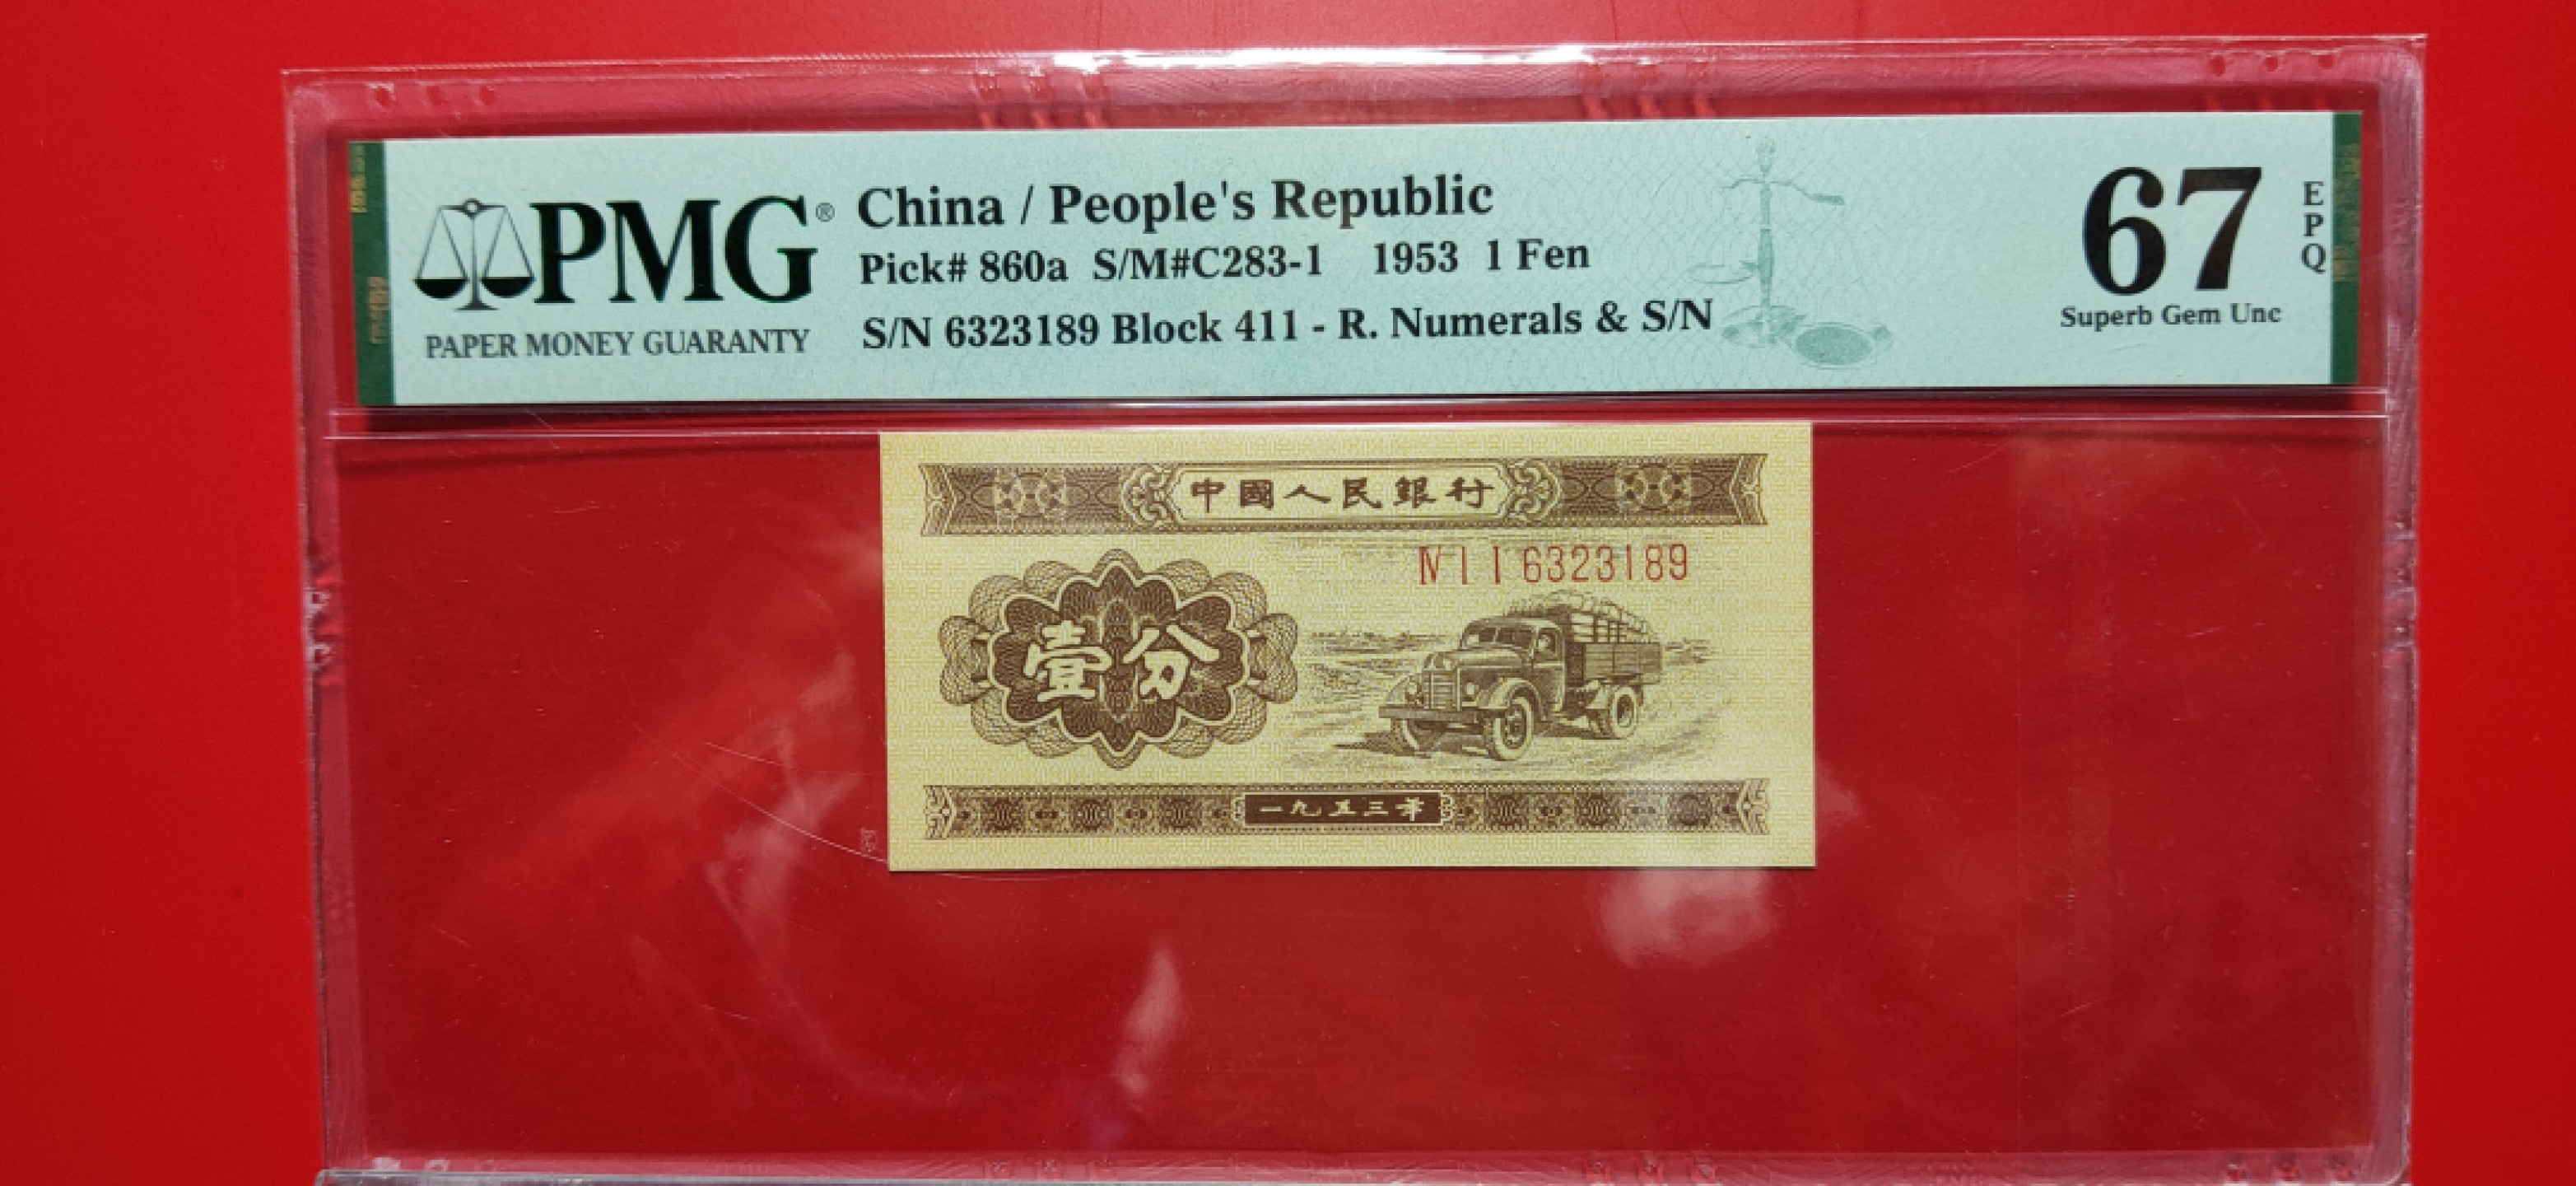 PMG®
PAPER MONEY GUARANTY
China / People's Republic
Pick# 860a S/M#C283-1 1953 1 Fen
S/N 6323189 Block 411 - R. Numerals & S/N
67
EPQ
Superb Gem Unc
中國人民銀行
Ⅳ Ⅰ Ⅰ 6323189
壹分
一九五三年